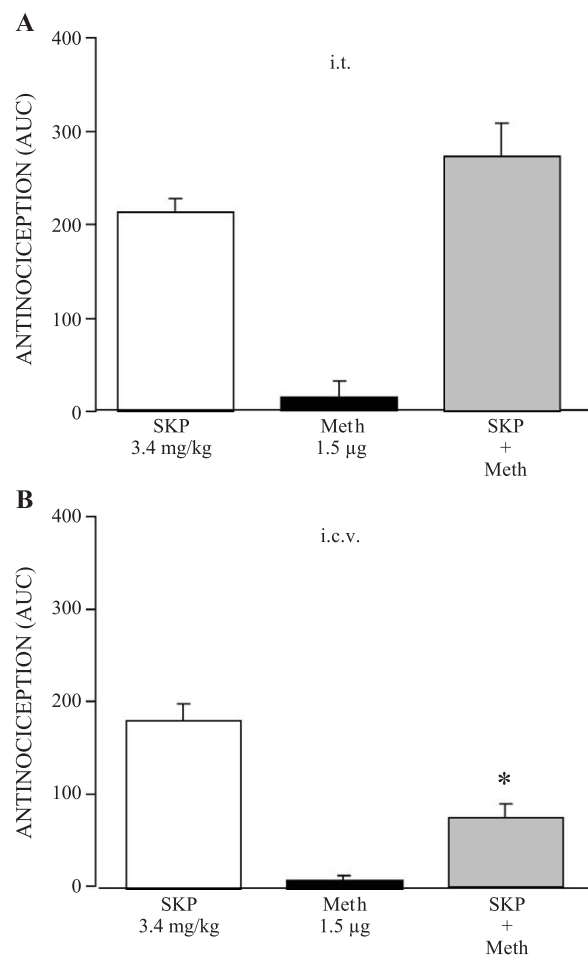 A
400
i.t.
300
200
100
0
ANTINOCICEPTION (AUC)
SKP
3.4 mg/kg
Meth
1.5 µg
SKP
+
Meth
B
400
i.c.v.
300
200
100
0
ANTINOCICEPTION (AUC)
*
SKP
3.4 mg/kg
Meth
1.5 µg
SKP
+
Meth